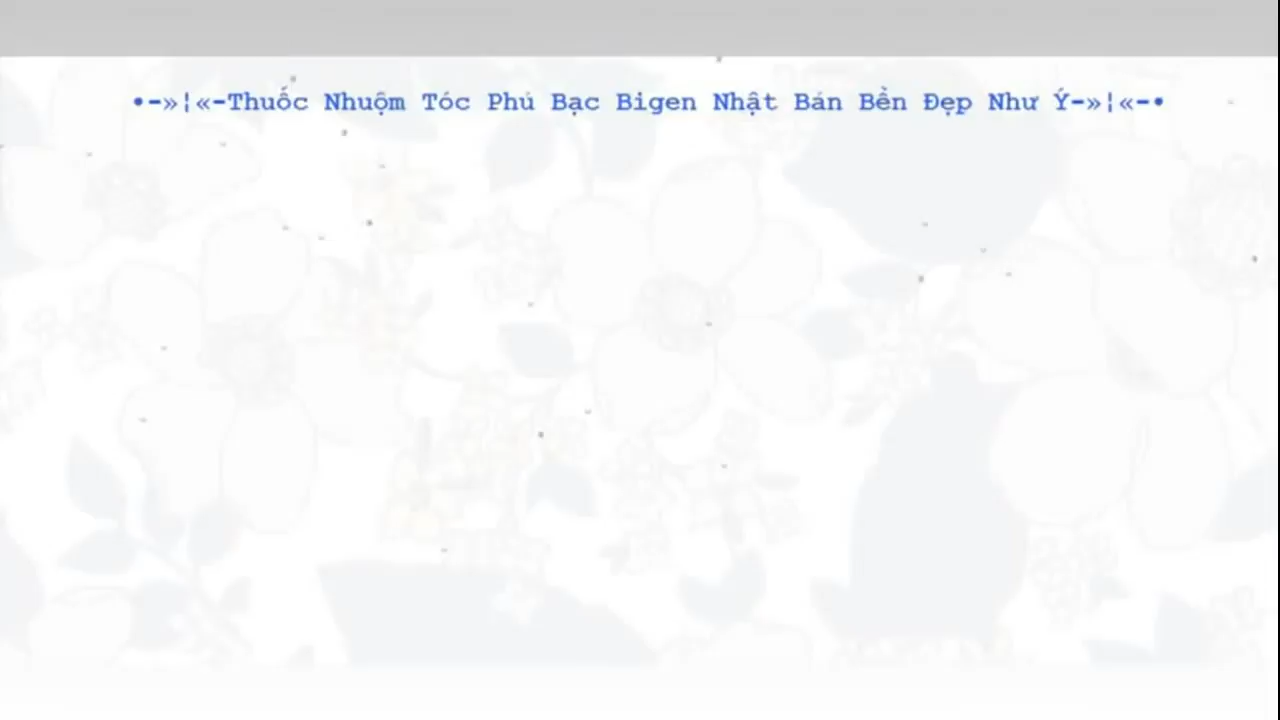 •-»¦«-Thuốc Nhuộm Tóc Phủ Bạc Bigen Nhật Bản Bền Đẹp Như Ý-»¦«-•